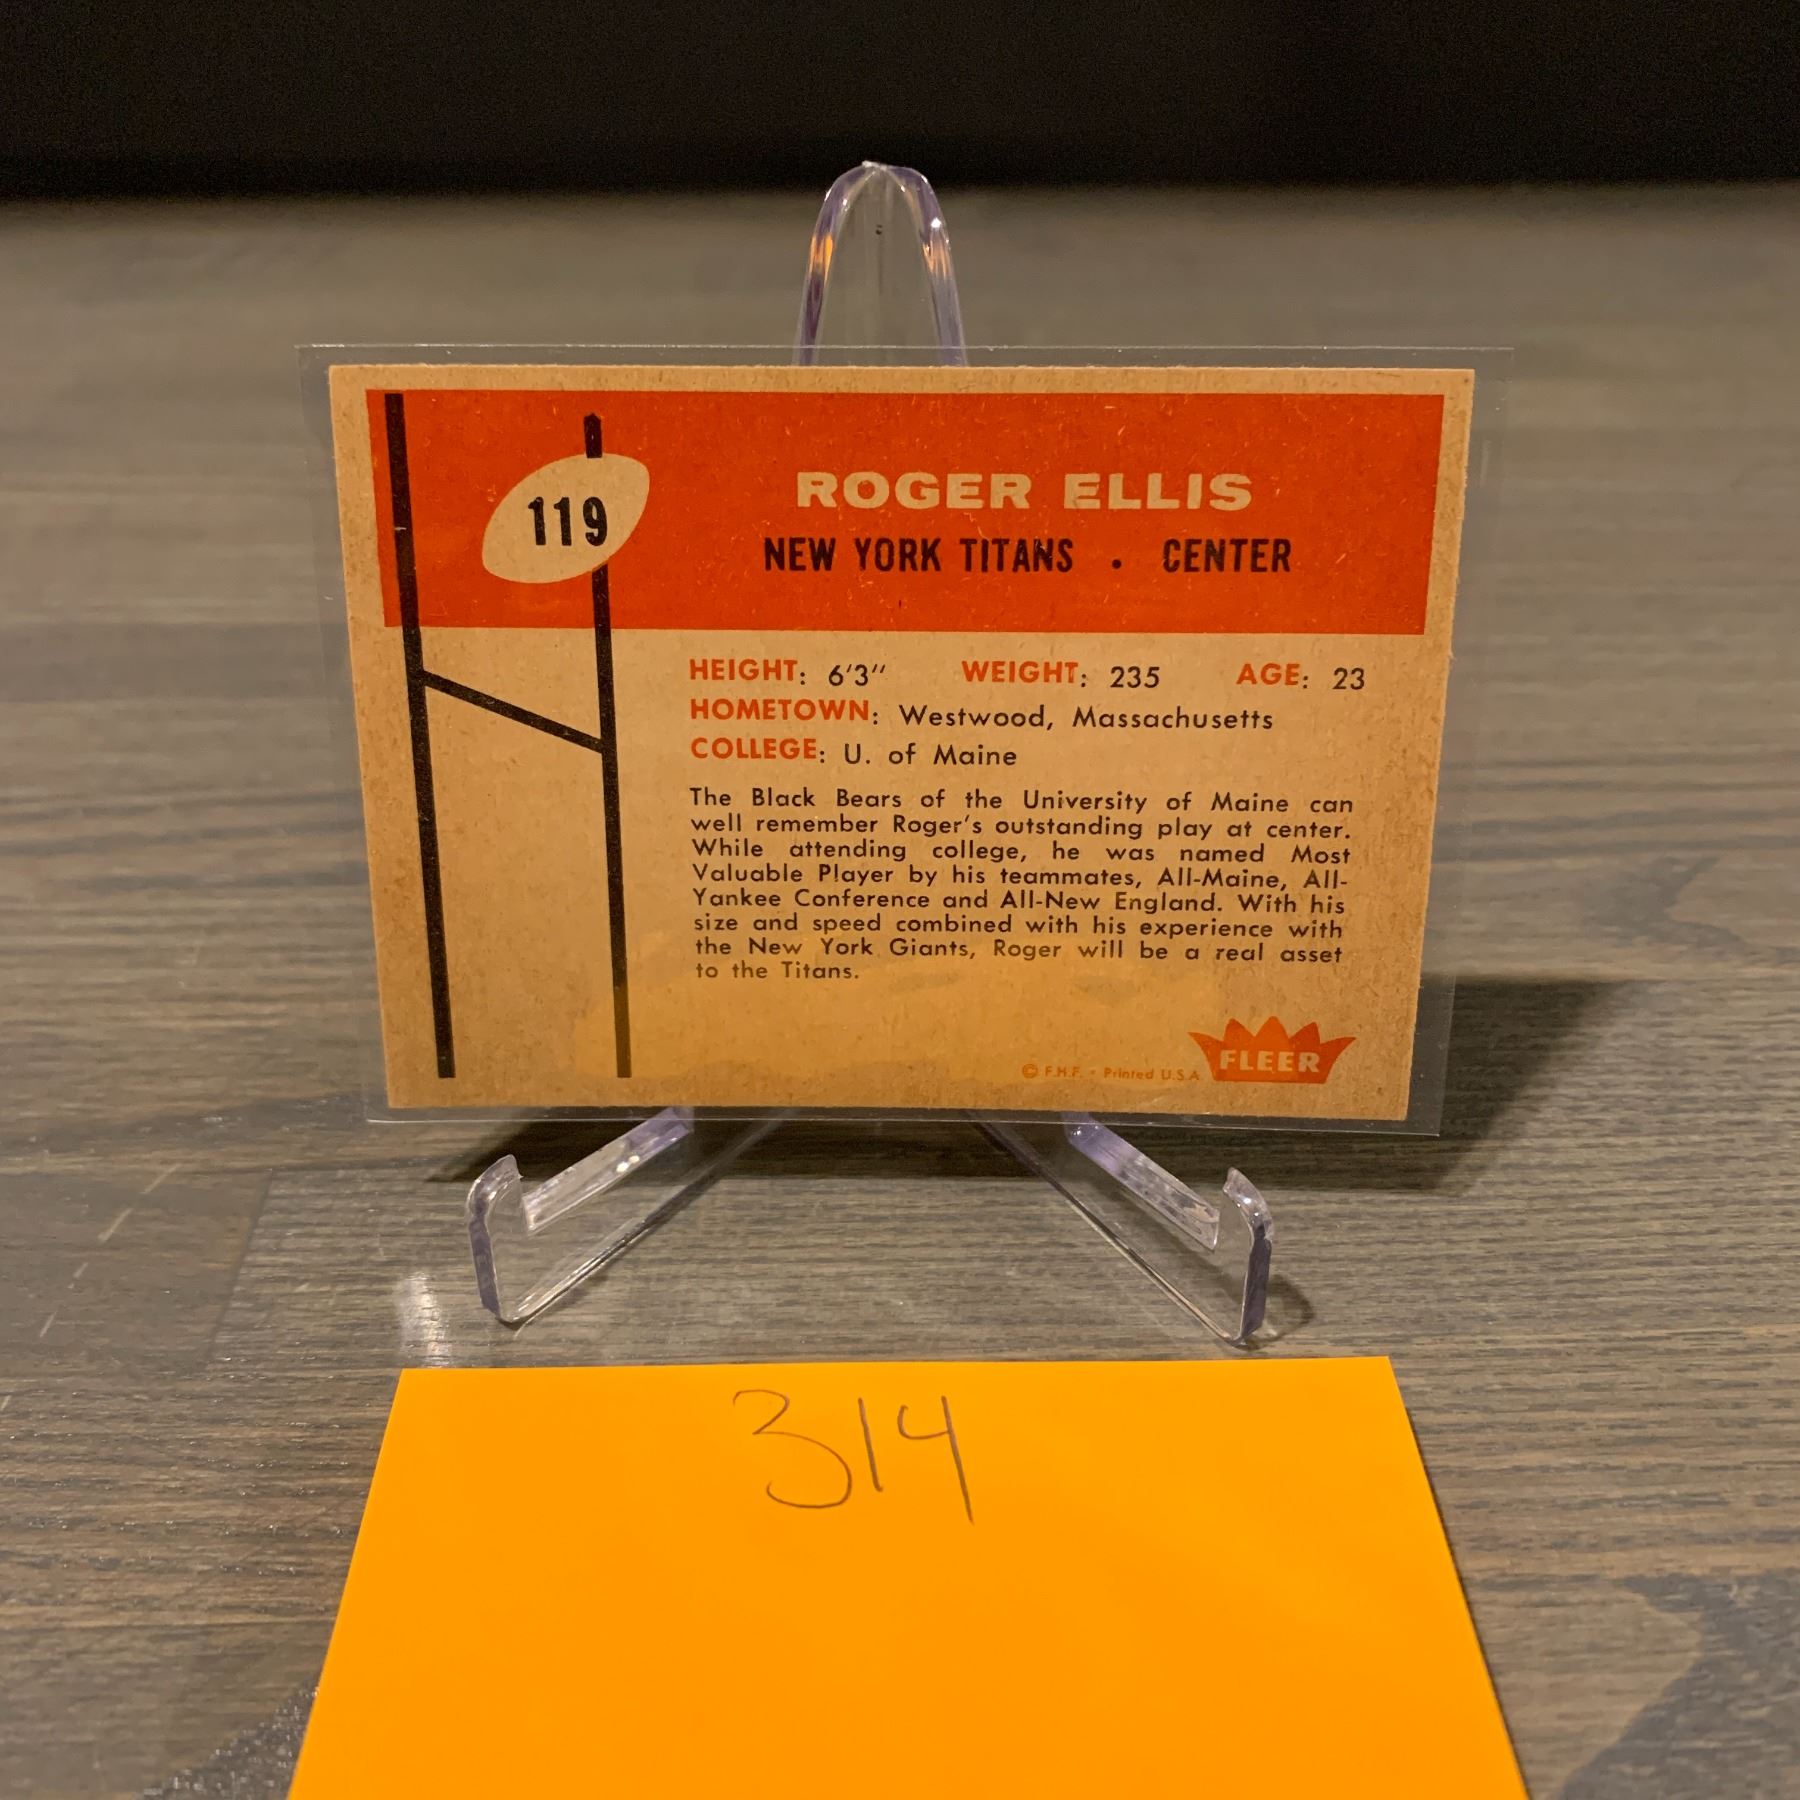 119
ROGER ELLIS
NEW YORK TITANS • CENTER
HEIGHT: 6'3" WEIGHT: 235 AGE: 23
HOMETOWN: Westwood, Massachusetts
COLLEGE: U. of Maine
The Black Bears of the University of Maine can
well remember Roger's outstanding play at center.
While attending college, he was named Most
Valuable Player by his teammates, All-Maine, All-
Yankee Conference and All-New England. With his
size and speed combined with his experience with
the New York Giants, Roger will be a real asset
to the Titans.
© F.H.F. • Printed U.S.A.
FLEER
314